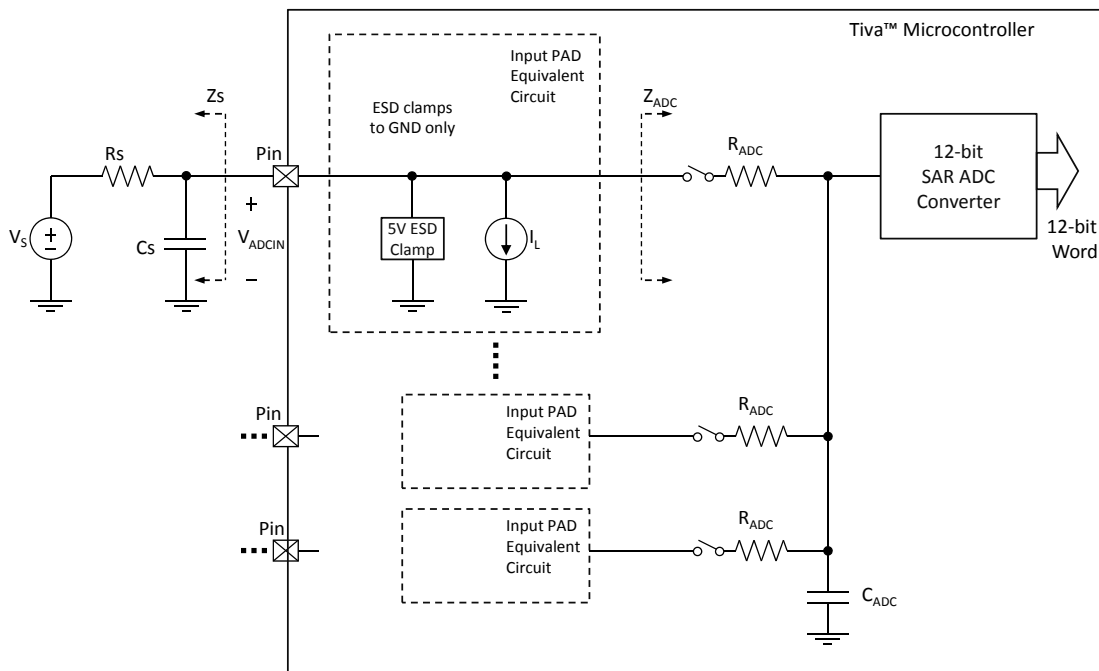 Tiva™ Microcontroller
Input PAD
Equivalent
Circuit
ESD clamps
to GND only
Zs
Z_ADC
Pin
Rs
R_ADC
12-bit
SAR ADC
Converter
+
V_S
+
−
Cs
V_ADCIN
−
5V ESD
Clamp
I_L
12-bit
Word
Pin
Input PAD
Equivalent
Circuit
R_ADC
Pin
Input PAD
Equivalent
Circuit
R_ADC
C_ADC